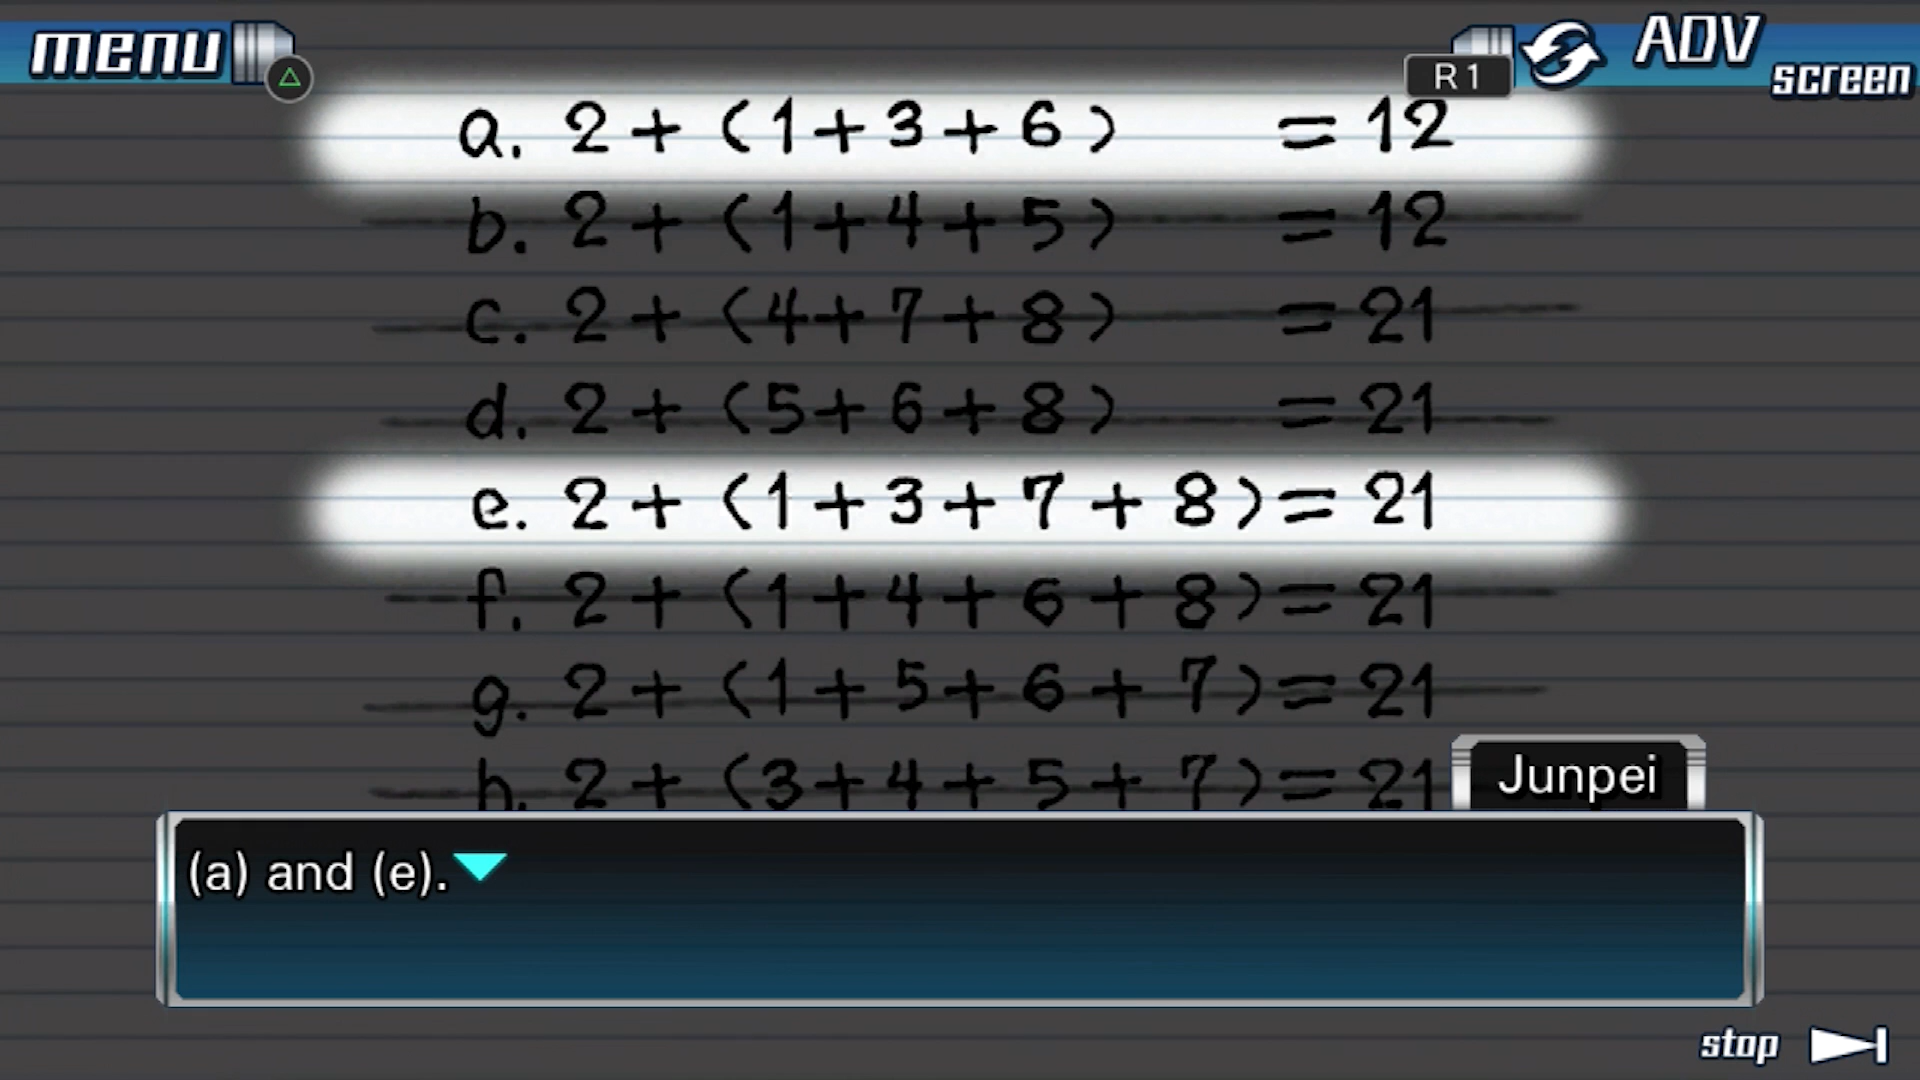 menu
R1
ADV
screen
a. 2 + (1 + 3 + 6) = 12
b. 2 + (1 + 4 + 5) = 12
c. 2 + (4 + 7 + 8) = 21
d. 2 + (5 + 6 + 8) = 21
e. 2 + (1 + 3 + 7 + 8) = 21
f. 2 + (1 + 4 + 6 + 8) = 21
g. 2 + (1 + 5 + 6 + 7) = 21
h. 2 + (3 + 4 + 5 + 7) = 21
Junpei
(a) and (e).
stop